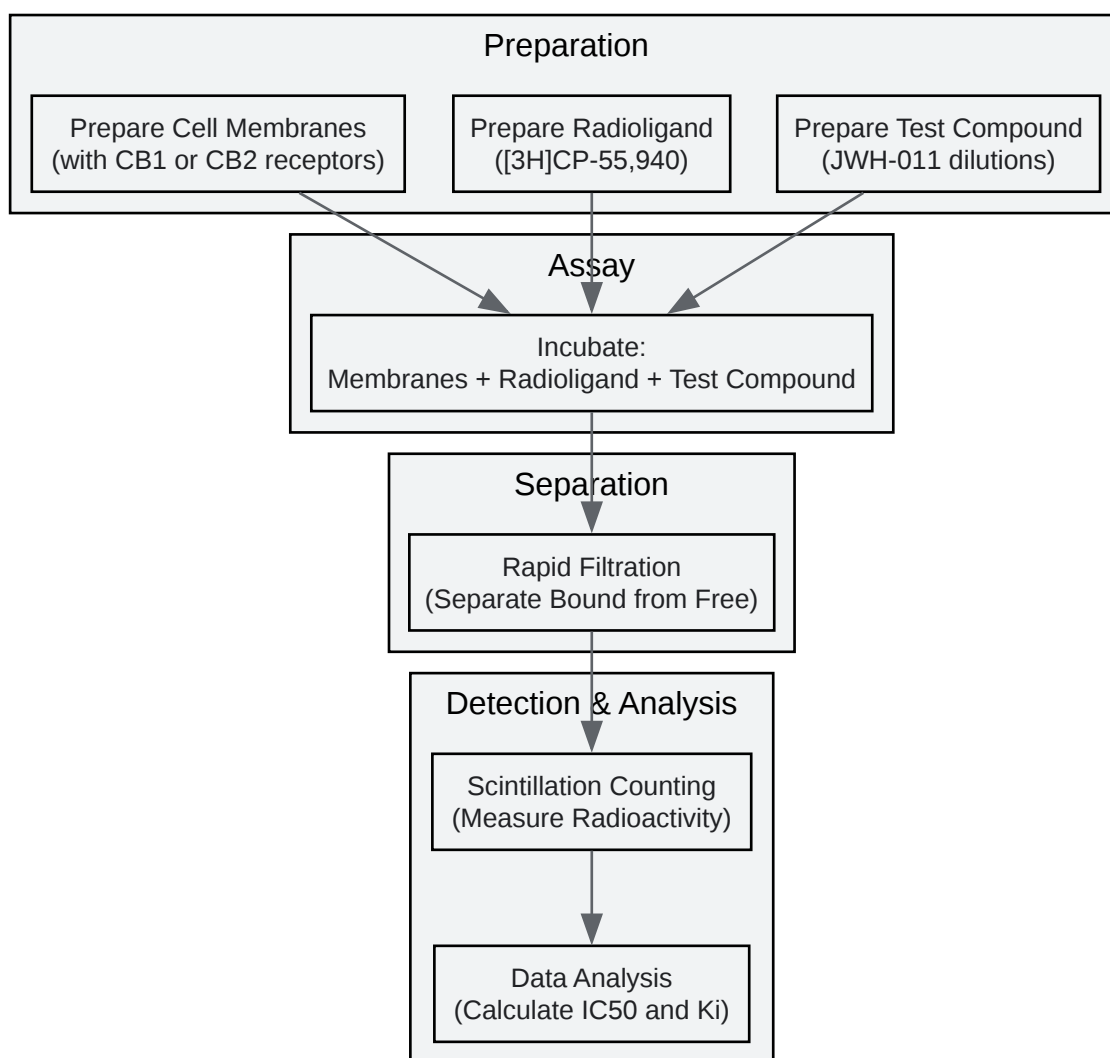 Preparation
Prepare Cell Membranes
(with CB1 or CB2 receptors)
Prepare Radioligand
([3H]CP-55,940)
Prepare Test Compound
(JWH-011 dilutions)
Assay
Incubate:
Membranes + Radioligand + Test Compound
Separation
Rapid Filtration
(Separate Bound from Free)
Detection & Analysis
Scintillation Counting
(Measure Radioactivity)
Data Analysis
(Calculate IC50 and Ki)